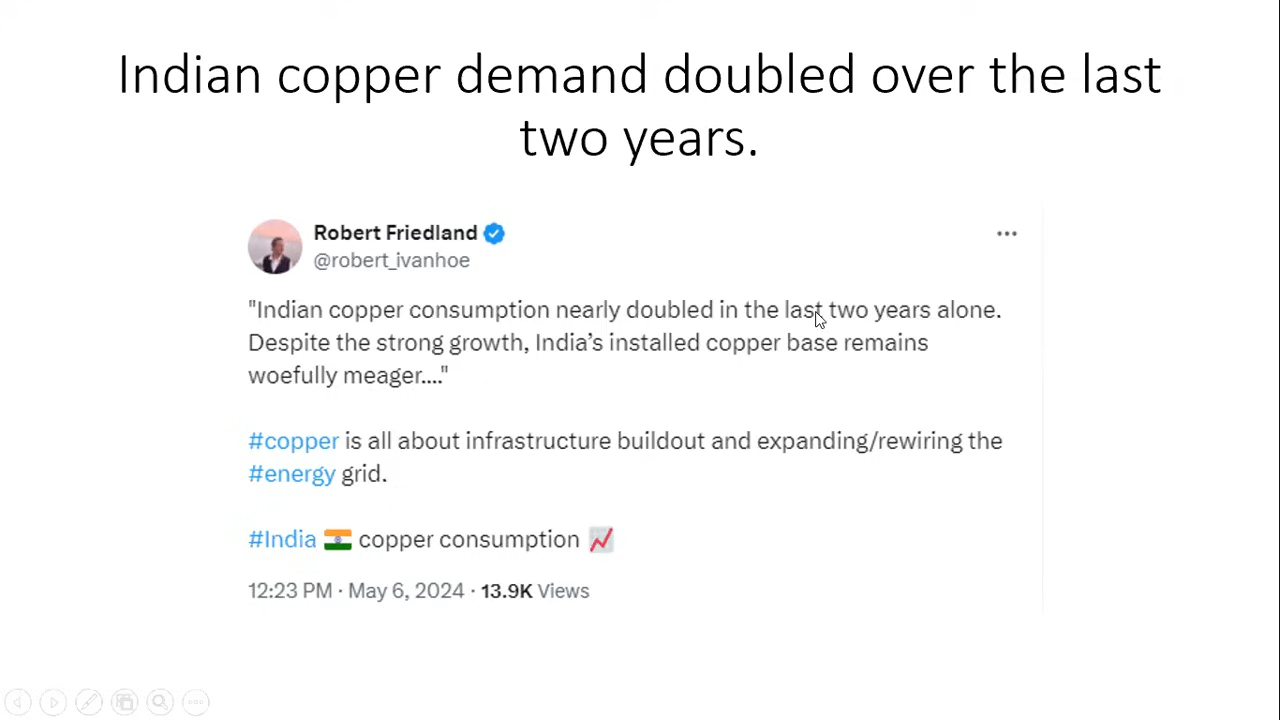 Indian copper demand doubled over the last
two years.
Robert Friedland
@robert_ivanhoe
"Indian copper consumption nearly doubled in the last two years alone.
Despite the strong growth, India’s installed copper base remains
woefully meager...."
#copper is all about infrastructure buildout and expanding/rewiring the
#energy grid.
#India 🇮🇳 copper consumption 📈
12:23 PM · May 6, 2024 · 13.9K Views